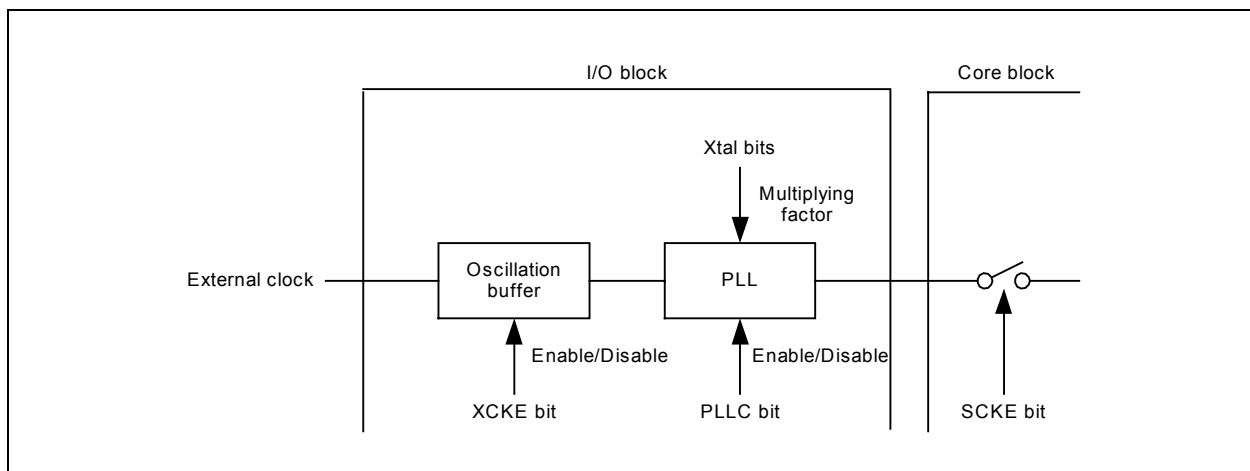 I/O block
Core block
Xtal bits
Multiplying
factor
External clock
Oscillation
buffer
PLL
Enable/Disable
Enable/Disable
XCKE bit
PLLC bit
SCKE bit